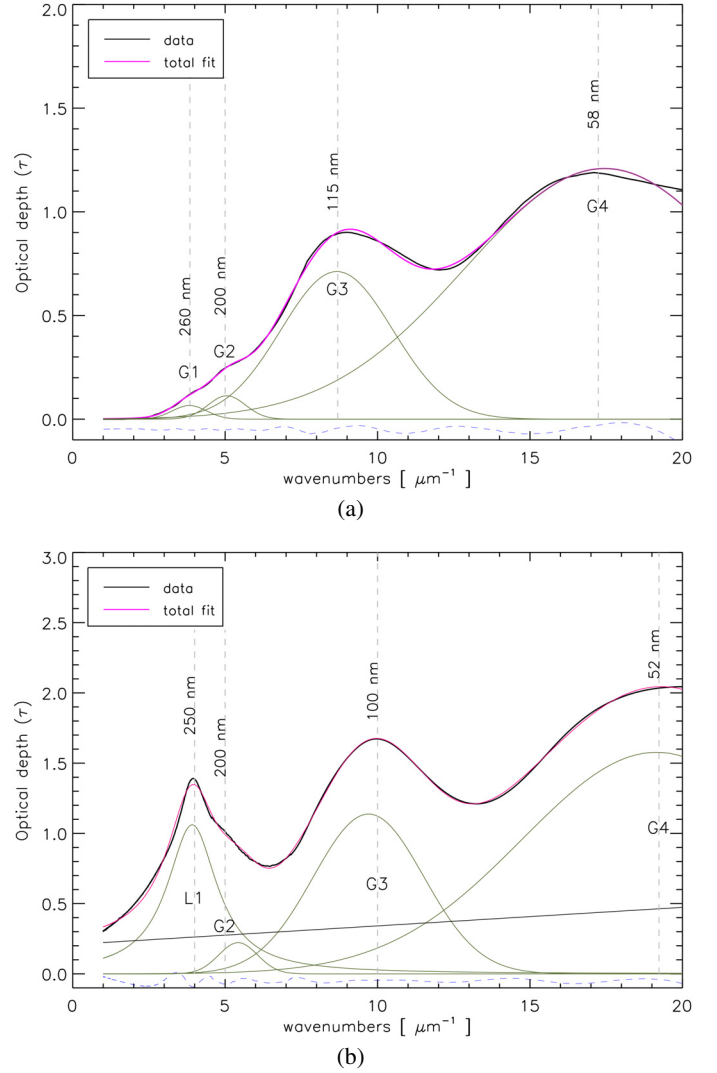 2.0
data
total fit
1.5
1.0
0.5
0.0
Optical depth (τ)
260 nm
200 nm
115 nm
58 nm
G1
G2
G3
G4
0
5
10
15
20
wavenumbers [ μm⁻¹ ]
(a)
3.0
data
total fit
2.5
2.0
1.5
1.0
0.5
0.0
Optical depth (τ)
250 nm
200 nm
100 nm
52 nm
L1
G2
G3
G4
0
5
10
15
20
wavenumbers [ μm⁻¹ ]
(b)